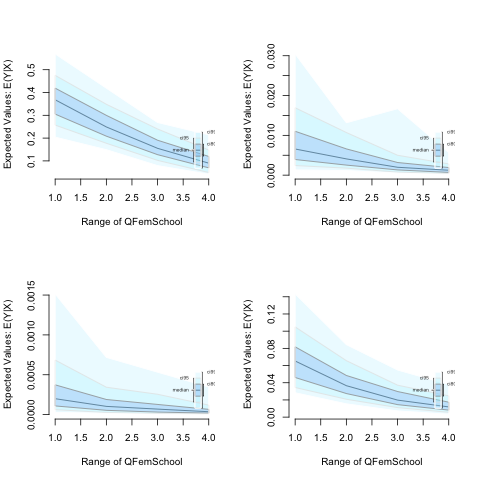 Expected Values: E(Y|X)
0.1 0.2 0.3 0.4 0.5
1.0 1.5 2.0 2.5 3.0 3.5 4.0
Range of QFemSchool
ci95
median
Expected Values: E(Y|X)
0.000 0.010 0.020 0.030
1.0 1.5 2.0 2.5 3.0 3.5 4.0
Range of QFemSchool
ci95
median
Expected Values: E(Y|X)
0.0000 0.0005 0.0010 0.0015
1.0 1.5 2.0 2.5 3.0 3.5 4.0
Range of QFemSchool
ci95
median
Expected Values: E(Y|X)
0.00 0.04 0.08 0.12
1.0 1.5 2.0 2.5 3.0 3.5 4.0
Range of QFemSchool
ci95
median